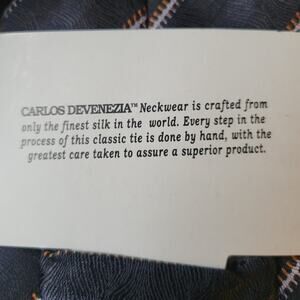 CARLOS DEVENEZIA™ Neckwear is crafted from
only the finest silk in the world. Every step in the
process of this classic tie is done by hand, with the
greatest care taken to assure a superior product.